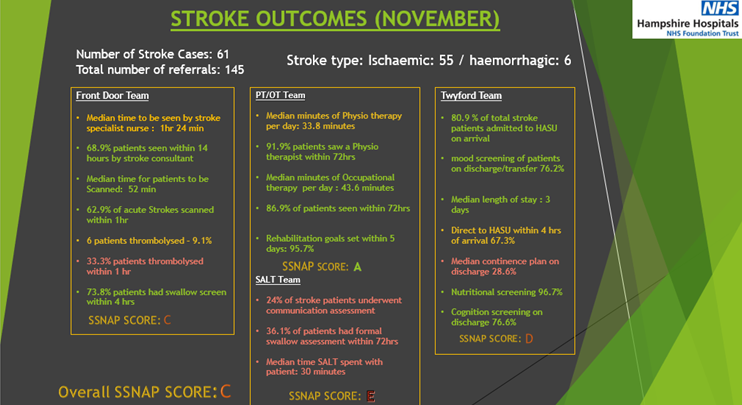 STROKE OUTCOMES (NOVEMBER)
NHS
Hampshire Hospitals
NHS Foundation Trust
Number of Stroke Cases: 61
Total number of referrals: 145
Stroke type: Ischaemic: 55 / haemorrhagic: 6
Front Door Team
• Median time to be seen by stroke
specialist nurse : 1hr 24 min
• 68.9% patients seen within 14
hours by stroke consultant
• Median time for patients to be
Scanned: 52 min
• 62.9% of acute Strokes scanned
within 1hr
• 6 patients thrombolysed - 9.1%
• 33.3% patients thrombolysed
within 1 hr
• 73.8% patients had swallow screen
within 4 hrs
SSNAP SCORE: C
PT/OT Team
• Median minutes of Physio therapy
per day: 33.8 minutes
• 91.9% patients saw a Physio
therapist within 72hrs
• Median minutes of Occupational
therapy per day : 43.6 minutes
• 86.9% of patients seen within 72hrs
• Rehabilitation goals set within 5
days: 95.7%
SSNAP SCORE: A
SALT Team
• 24% of stroke patients underwent
communication assessment
• 36.1% of patients had formal
swallow assessment within 72hrs
• Median time SALT spent with
patient: 30 minutes
SSNAP SCORE: E
Twyford Team
• 80.9 % of total stroke
patients admitted to HASU
on arrival
• mood screening of patients
on discharge/transfer 76.2%
• Median length of stay : 3
days
• Direct to HASU within 4 hrs
of arrival 67.3%
• Median continence plan on
discharge 28.6%
• Nutritional screening 96.7%
• Cognition screening on
discharge 76.6%
SSNAP SCORE: D
Overall SSNAP SCORE: C